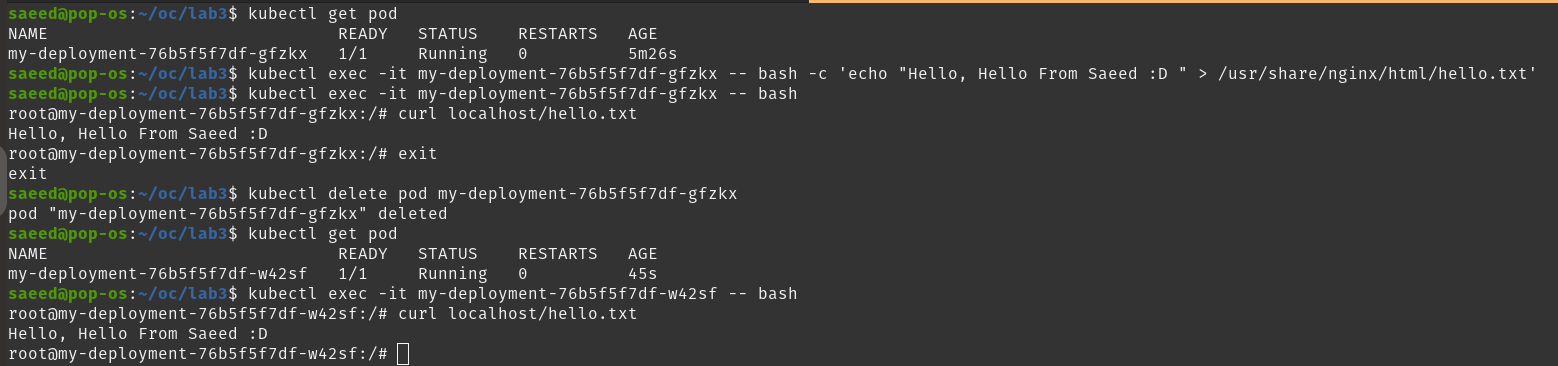 saeed@pop-os:~/oc/lab3$ kubectl get pod
NAME                             READY   STATUS    RESTARTS   AGE
my-deployment-76b5f5f7df-gfzkx   1/1     Running   0          5m26s
saeed@pop-os:~/oc/lab3$ kubectl exec -it my-deployment-76b5f5f7df-gfzkx -- bash -c 'echo "Hello, Hello From Saeed :D " > /usr/share/nginx/html/hello.txt'
saeed@pop-os:~/oc/lab3$ kubectl exec -it my-deployment-76b5f5f7df-gfzkx -- bash
root@my-deployment-76b5f5f7df-gfzkx:/# curl localhost/hello.txt
Hello, Hello From Saeed :D
root@my-deployment-76b5f5f7df-gfzkx:/# exit
exit
saeed@pop-os:~/oc/lab3$ kubectl delete pod my-deployment-76b5f5f7df-gfzkx
pod "my-deployment-76b5f5f7df-gfzkx" deleted
saeed@pop-os:~/oc/lab3$ kubectl get pod
NAME                             READY   STATUS    RESTARTS   AGE
my-deployment-76b5f5f7df-w42sf   1/1     Running   0          45s
saeed@pop-os:~/oc/lab3$ kubectl exec -it my-deployment-76b5f5f7df-w42sf -- bash
root@my-deployment-76b5f5f7df-w42sf:/# curl localhost/hello.txt
Hello, Hello From Saeed :D
root@my-deployment-76b5f5f7df-w42sf:/#